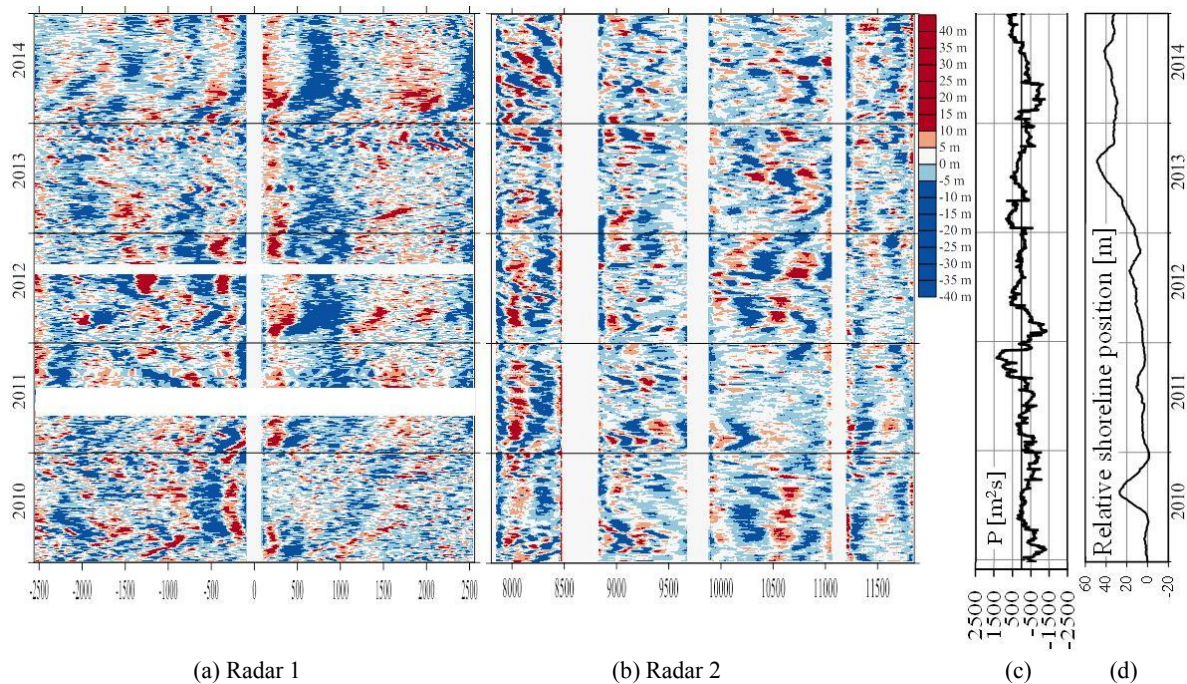 2014
2013
2012
2011
2010
-2500 -2000 -1500 -1000 -500 0 500 1000 1500 2000 2500
8000 8500 9000 9500 10000 10500 11000 11500
40 m
35 m
30 m
25 m
20 m
15 m
10 m
5 m
0 m
-5 m
-10 m
-15 m
-20 m
-25 m
-30 m
-35 m
-40 m
P [m²s]
2500
1500
500
-500
-1500
-2500
Relative shoreline position [m]
60 40 20 0 -20
2014
2013
2012
2011
2010
(a) Radar 1
(b) Radar 2
(c)
(d)